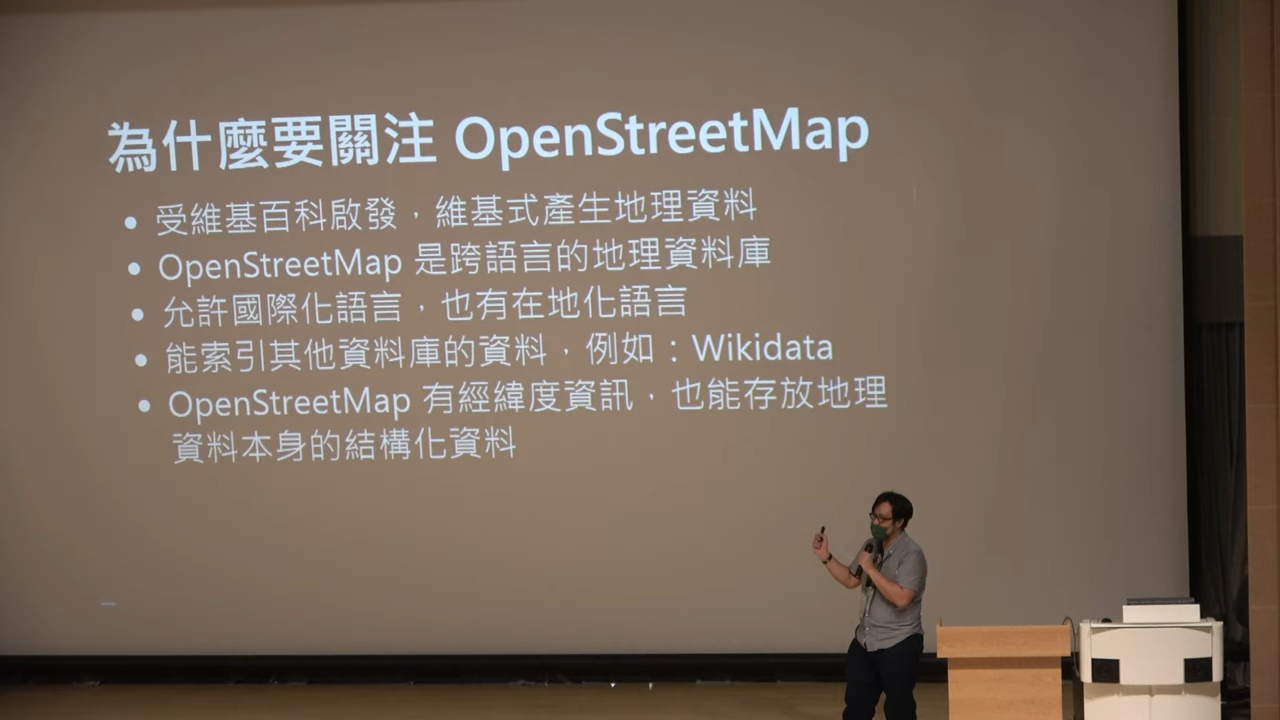 為什麼要關注 OpenStreetMap
• 受維基百科啟發，維基式產生地理資料
• OpenStreetMap 是跨語言的地理資料庫
• 允許國際化語言，也有在地化語言
• 能索引其他資料庫的資料，例如：Wikidata
• OpenStreetMap 有經緯度資訊，也能存放地理
資料本身的結構化資料